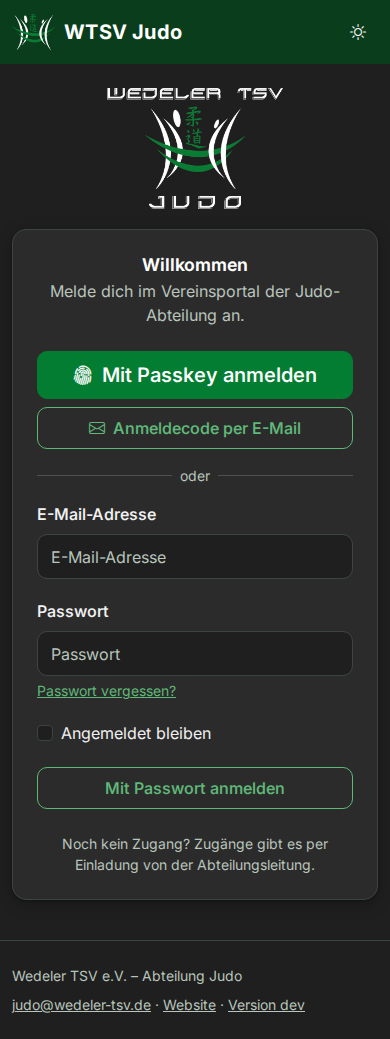 WTSV Judo
WEDELER TSV
柔
道
JUDO
Willkommen
Melde dich im Vereinsportal der Judo-
Abteilung an.
Mit Passkey anmelden
Anmeldecode per E-Mail
oder
E-Mail-Adresse
E-Mail-Adresse
Passwort
Passwort
Passwort vergessen?
Angemeldet bleiben
Mit Passwort anmelden
Noch kein Zugang? Zugänge gibt es per
Einladung von der Abteilungsleitung.
Wedeler TSV e.V. – Abteilung Judo
judo@wedeler-tsv.de · Website · Version dev